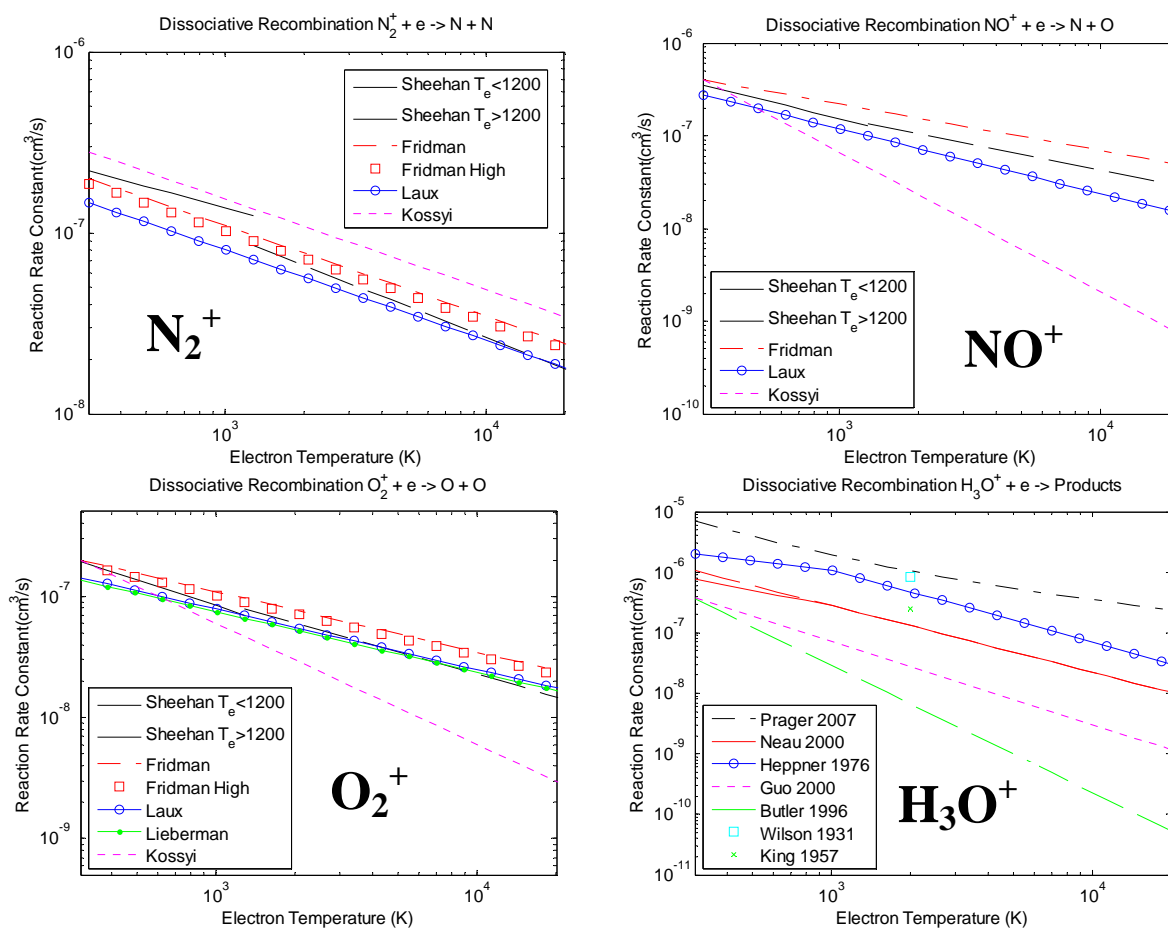 Dissociative Recombination N₂⁺ + e -> N + N
Reaction Rate Constant(cm³/s)
10⁻⁶
10⁻⁷
10⁻⁸
Sheehan Tₑ<1200
Sheehan Tₑ>1200
Fridman
Fridman High
Laux
Kossyi
N₂⁺
10³
10⁴
Electron Temperature (K)
Dissociative Recombination NO⁺ + e -> N + O
Reaction Rate Constant(cm³/s)
10⁻⁶
10⁻⁷
10⁻⁸
10⁻⁹
10⁻¹⁰
Sheehan Tₑ<1200
Sheehan Tₑ>1200
Fridman
Laux
Kossyi
NO⁺
10³
10⁴
Electron Temperature (K)
Dissociative Recombination O₂⁺ + e -> O + O
Reaction Rate Constant(cm³/s)
10⁻⁷
10⁻⁸
10⁻⁹
Sheehan Tₑ<1200
Sheehan Tₑ>1200
Fridman
Fridman High
Laux
Lieberman
Kossyi
O₂⁺
10³
10⁴
Electron Temperature (K)
Dissociative Recombination H₃O⁺ + e -> Products
Reaction Rate Constant(cm³/s)
10⁻⁵
10⁻⁶
10⁻⁷
10⁻⁸
10⁻⁹
10⁻¹⁰
10⁻¹¹
Prager 2007
Neau 2000
Heppner 1976
Guo 2000
Butler 1996
Wilson 1931
King 1957
H₃O⁺
10³
10⁴
Electron Temperature (K)